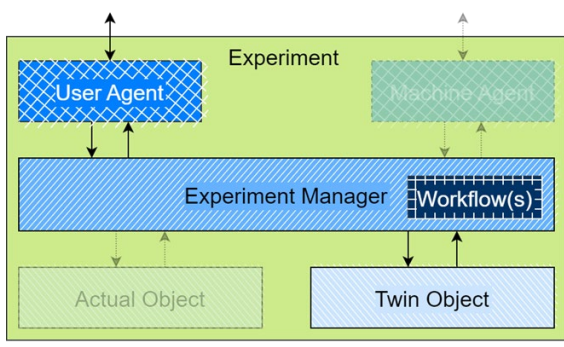 Experiment
User Agent
Machine Agent
Experiment Manager
Workflow(s)
Actual Object
Twin Object